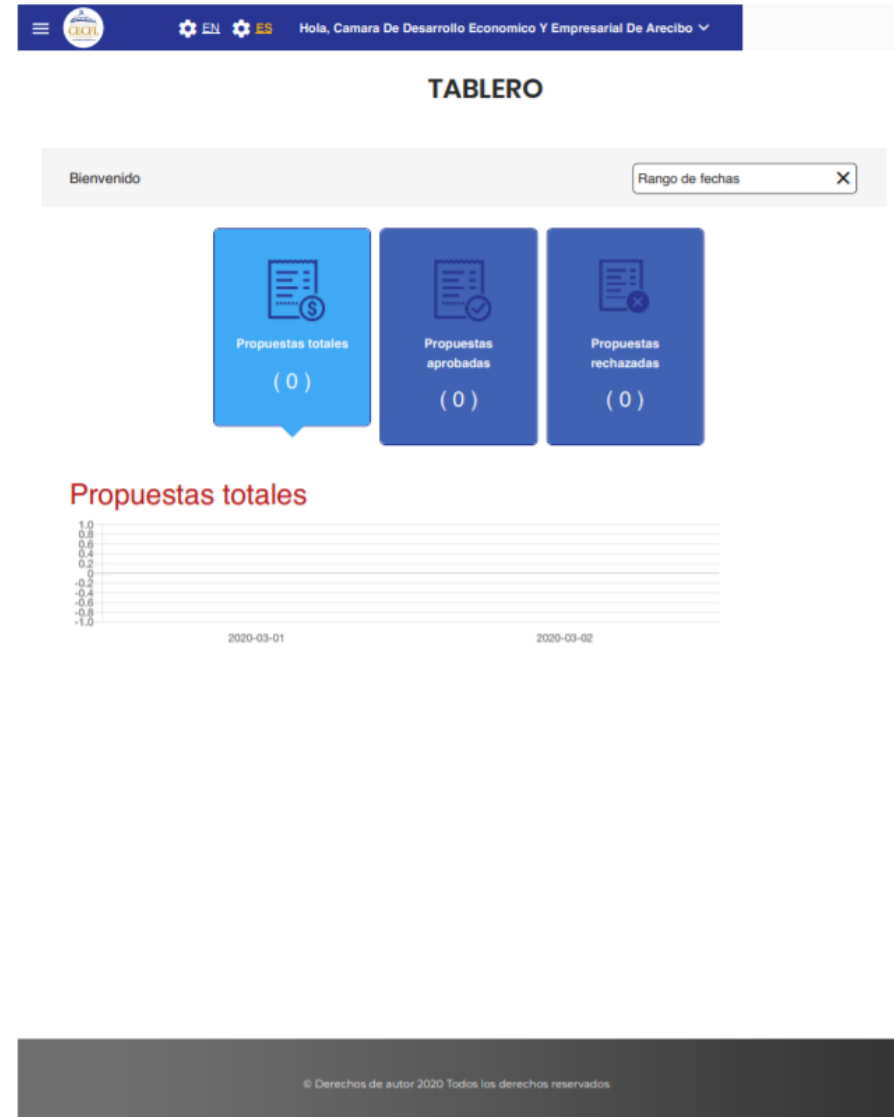 CECFL
EN ES Hola, Camara De Desarrollo Economico Y Empresarial De Arecibo
TABLERO
Bienvenido
Rango de fechas
Propuestas totales
( 0 )
Propuestas
aprobadas
( 0 )
Propuestas
rechazadas
( 0 )
Propuestas totales
1.0
0.8
0.6
0.4
0.2
0
-0.2
-0.4
-0.6
-0.8
-1.0
2020-03-01
2020-03-02
© Derechos de autor 2020 Todos los derechos reservados